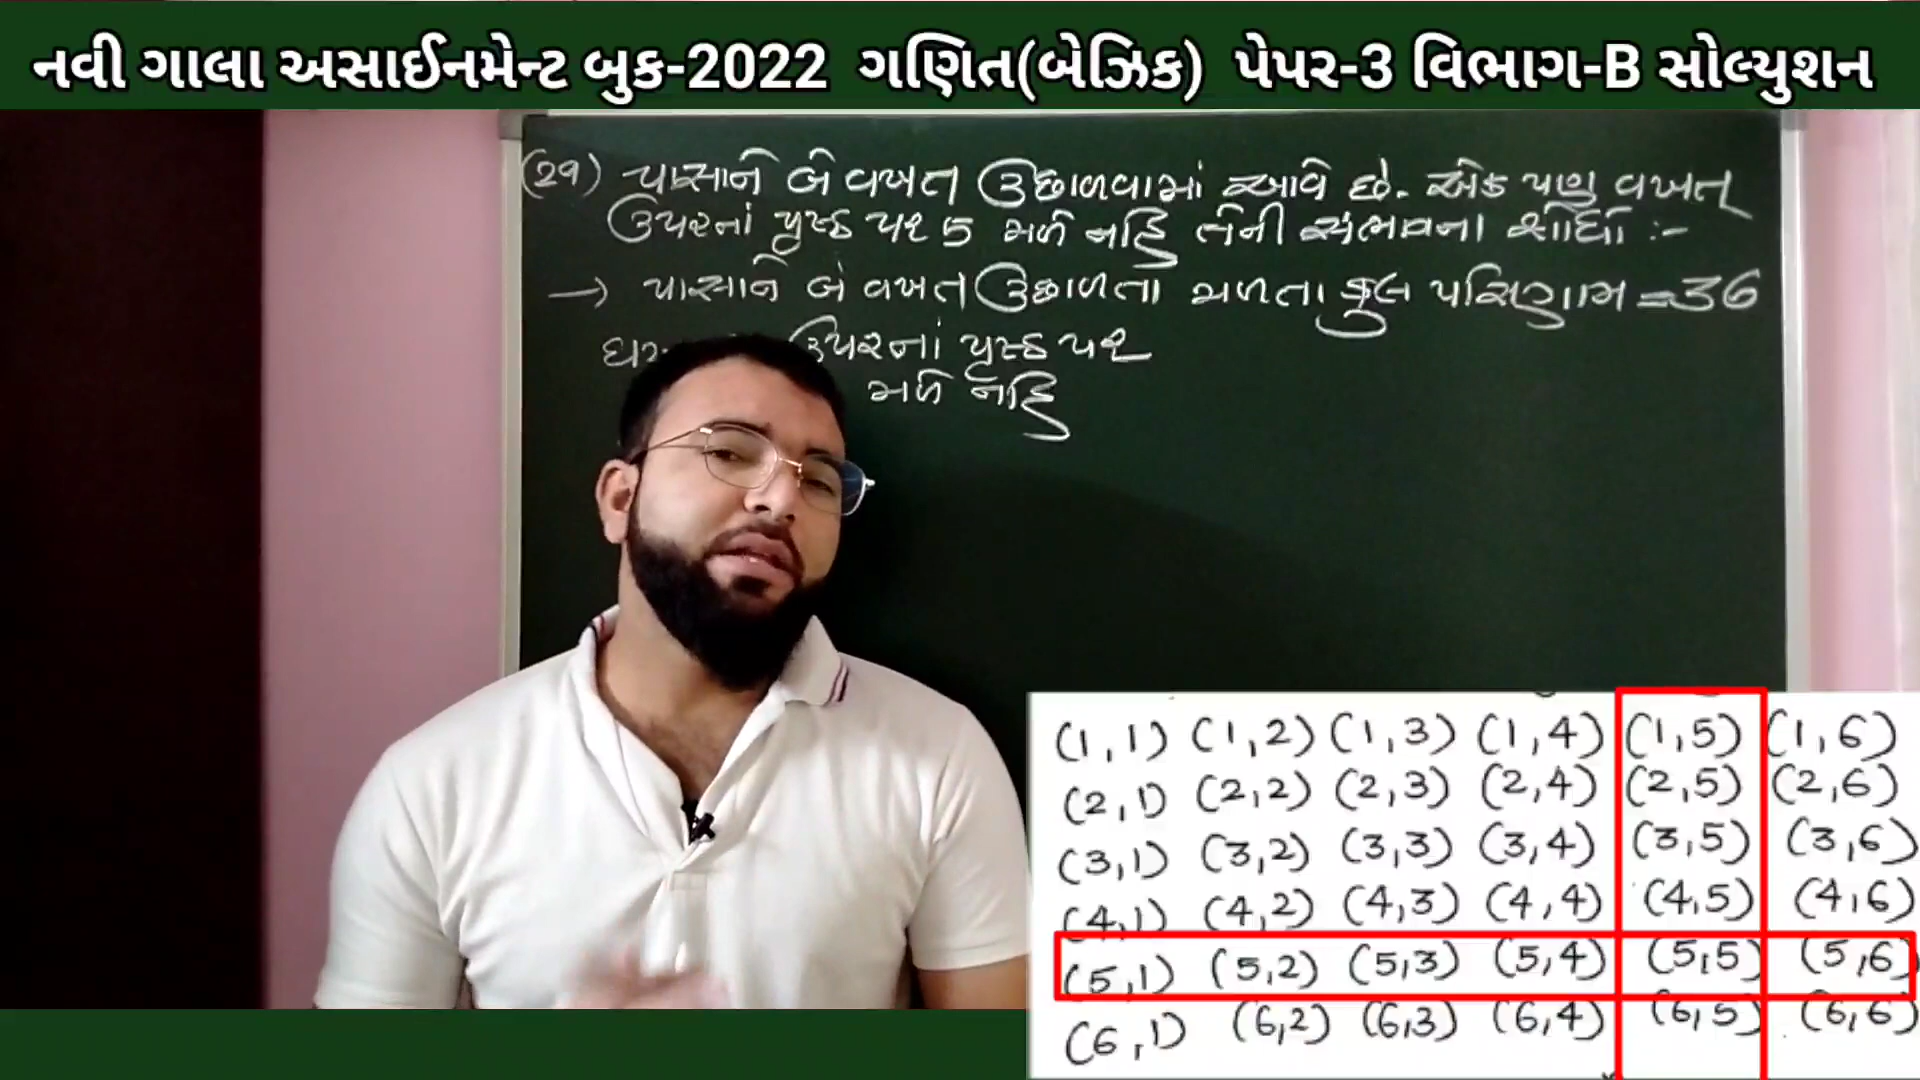 નવી ગાલા અસાઈનમેન્ટ બુક-2022 ગણિત(બેઝિક) પેપર-3 વિભાગ-B સોલ્યુશન
(29) પાસાને બે વખત ઉછાળવામાં આવે છે. એક પણ વખત
ઉપરનાં પૃષ્ઠ પર 5 મળે નહિ તેની સંભાવના શોધો :-
→ પાસાને બે વખત ઉછાળતા મળતા કુલ પરિણામ = 36
ઉપરનાં પૃષ્ઠ પર
મળે નહિ
(1,1) (1,2) (1,3) (1,4) (1,5) (1,6)
(2,1) (2,2) (2,3) (2,4) (2,5) (2,6)
(3,1) (3,2) (3,3) (3,4) (3,5) (3,6)
(4,1) (4,2) (4,3) (4,4) (4,5) (4,6)
(5,1) (5,2) (5,3) (5,4) (5,5) (5,6)
(6,1) (6,2) (6,3) (6,4) (6,5) (6,6)